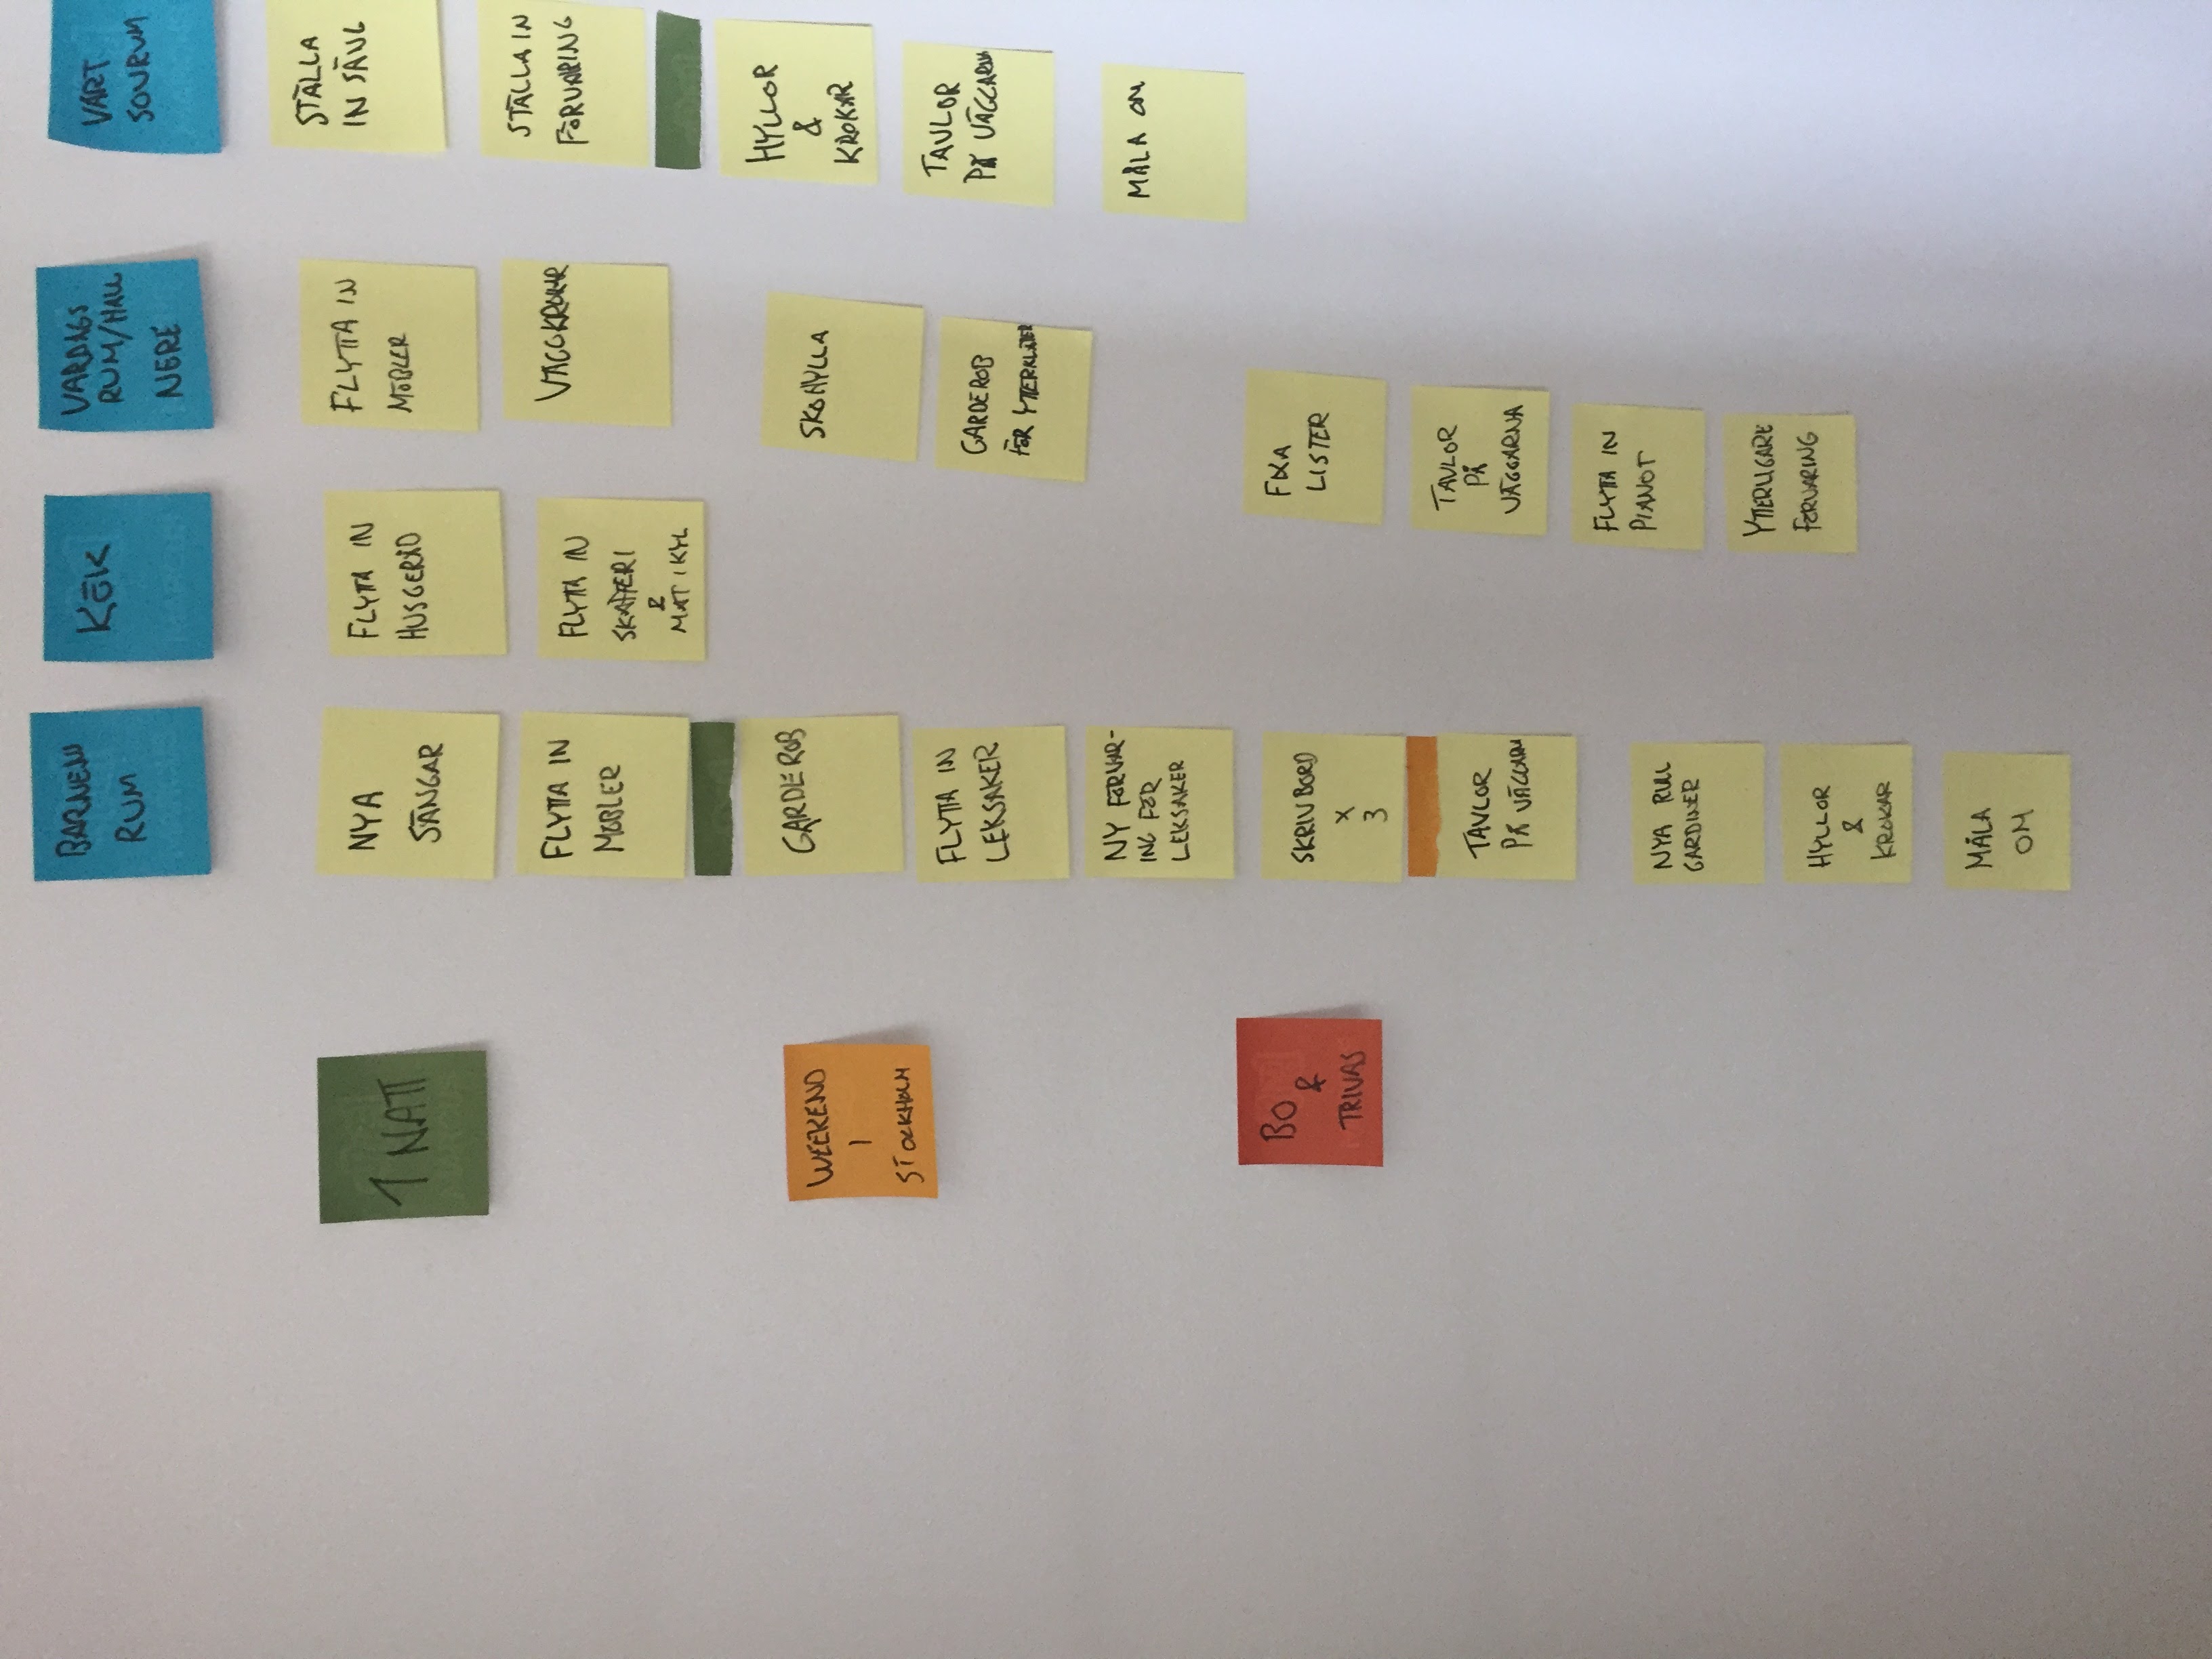 BARNENS
RUM
KÖK
VARDAGS
RUM/HALL
NERE
VÅRT
SOVRUM
1 NATT
NYA
SÄNGAR
FLYTTA IN
HUSGERÅD
FLYTTA IN
MÖBLER
STÄLLA
IN SÄNG
FLYTTA IN
MÖBLER
FLYTTA IN
SKAFFERI
&
MAT I KYL
VÄGGKROKAR
STÄLLA IN
FÖRVARING
WEEKEND
I
STOCKHOLM
GARDEROB
SKOHYLLA
HYLLOR
&
KROKAR
FLYTTA IN
LEKSAKER
GARDEROB
FÖR YTTERKLÄDER
TAVLOR
PÅ VÄGGARNA
NY FÖRVAR-
ING FÖR
LEKSAKER
MÅLA OM
BO
&
TRIVAS
SKRIVBORD
X
3
FIXA
LISTER
TAVLOR
PÅ VÄGGARNA
TAVLOR
PÅ
VÄGGARNA
NYA RULL
GARDINER
FLYTTA IN
PIANOT
HYLLOR
&
KROKAR
YTTERLIGARE
FÖRVARING
MÅLA
OM